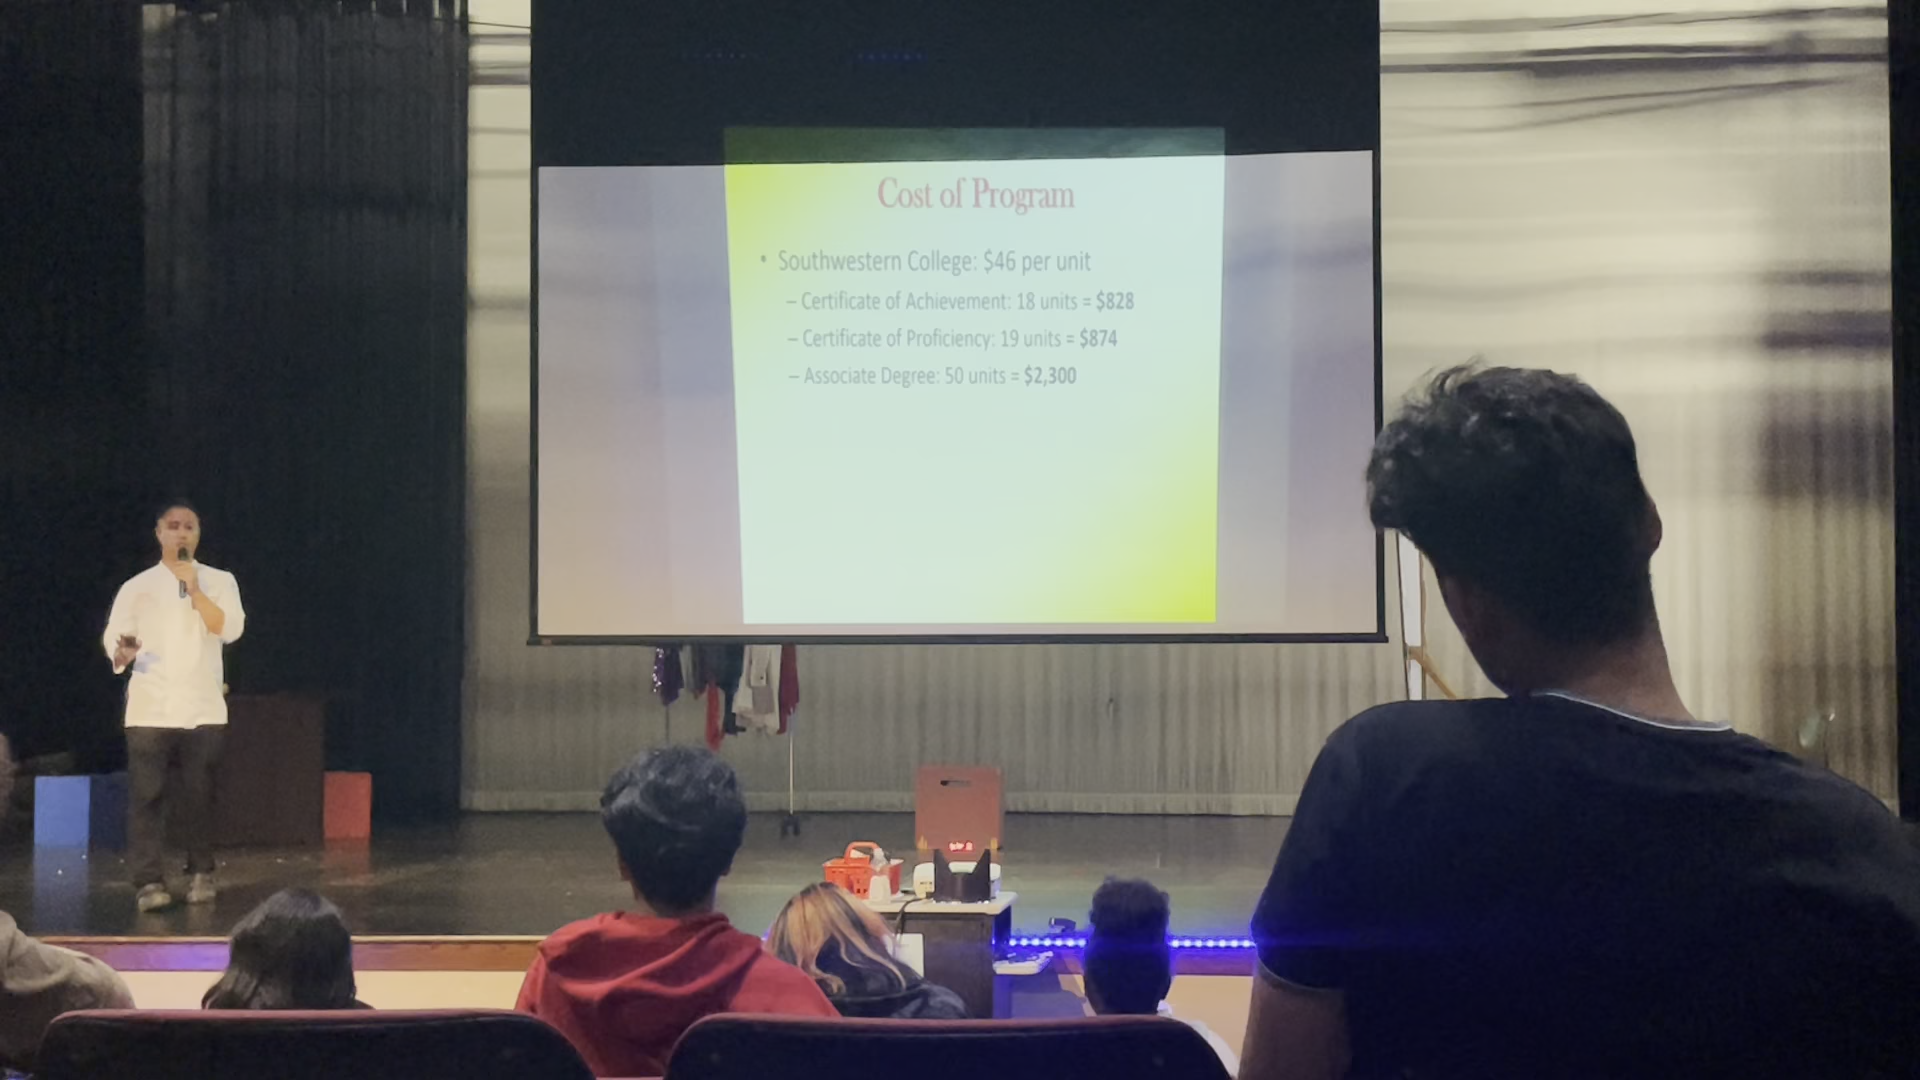 Cost of Program
• Southwestern College: $46 per unit
– Certificate of Achievement: 18 units = $828
– Certificate of Proficiency: 19 units = $874
– Associate Degree: 50 units = $2,300